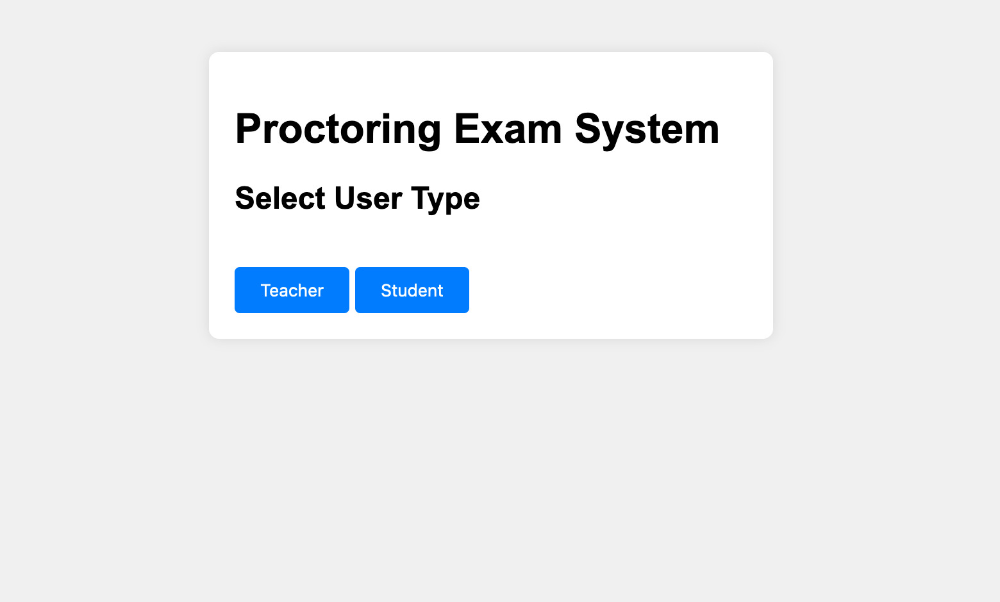 Proctoring Exam System
Select User Type
Teacher Student